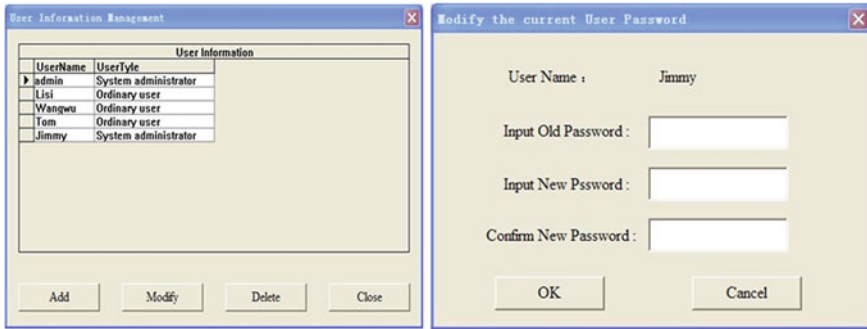 User Information Management
User Information
UserName UserTyle
admin System administrator
Lisi Ordinary user
Wangwu Ordinary user
Tom Ordinary user
Jimmy System administrator
Add Modify Delete Close
Modify the current User Password
User Name : Jimmy
Input Old Password :
Input New Pssword :
Confirm New Password :
OK Cancel